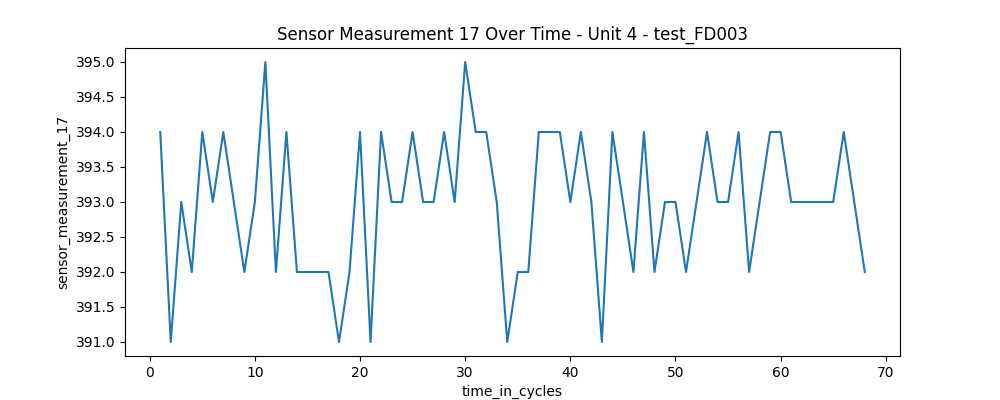 Sensor Measurement 17 Over Time - Unit 4 - test_FD003
sensor_measurement_17
395.0
394.5
394.0
393.5
393.0
392.5
392.0
391.5
391.0
0 10 20 30 40 50 60 70
time_in_cycles